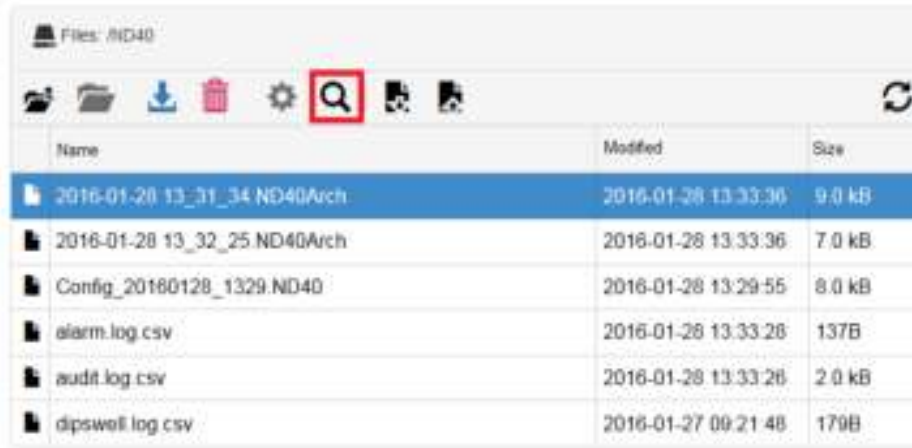 Files: /ND40
Name Modified Size
2016-01-28 13_31_34.ND40Arch 2016-01-28 13:33:36 9.0 kB
2016-01-28 13_32_25.ND40Arch 2016-01-28 13:33:36 7.0 kB
Config_20160128_1329.ND40 2016-01-28 13:29:55 8.0 kB
alarm.log.csv 2016-01-28 13:33:28 137B
audit.log.csv 2016-01-28 13:33:26 2.0 kB
dipswell.log.csv 2016-01-27 09:21:48 179B